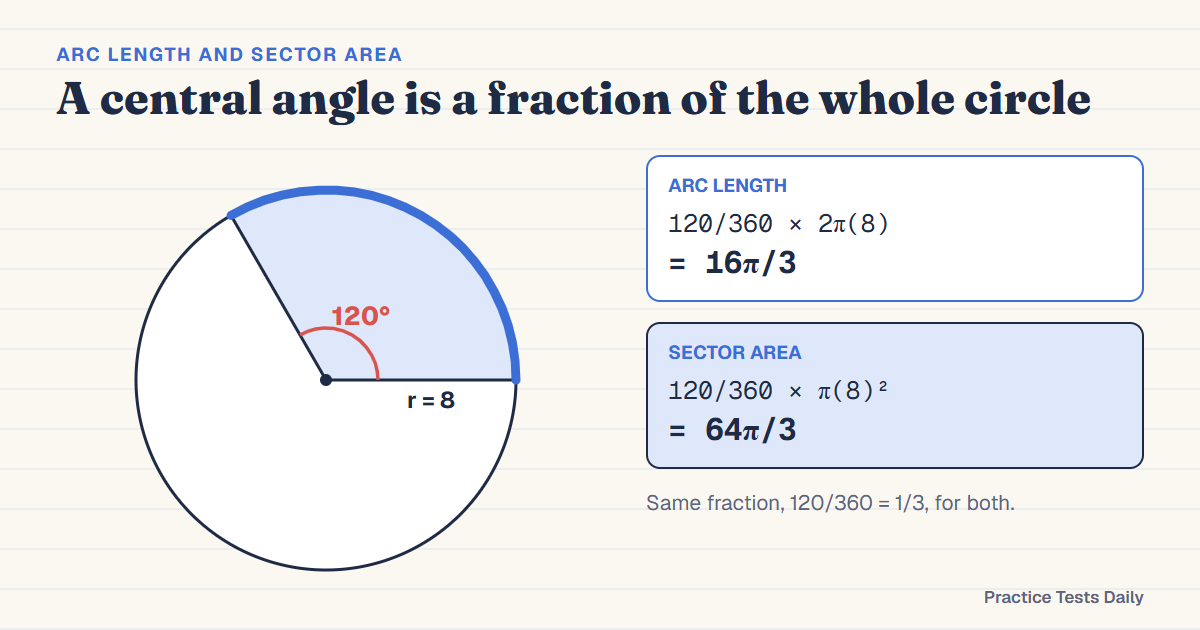 ARC LENGTH AND SECTOR AREA
A central angle is a fraction of the whole circle
120°
r = 8
ARC LENGTH
120/360 × 2π(8)
= 16π/3
SECTOR AREA
120/360 × π(8)²
= 64π/3
Same fraction, 120/360 = 1/3, for both.
Practice Tests Daily